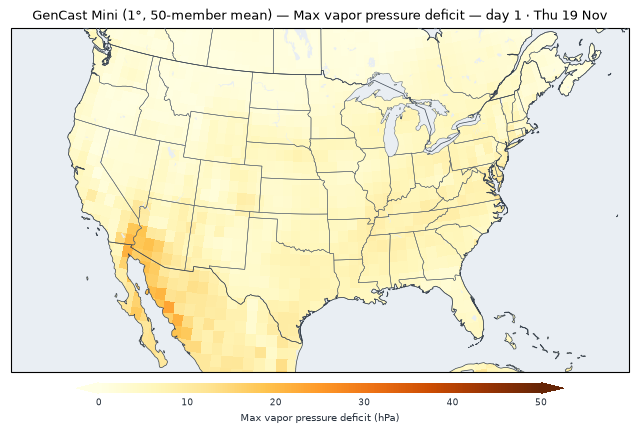 GenCast Mini (1°, 50-member mean) — Max vapor pressure deficit — day 1 · Thu 19 Nov
0 10 20 30 40 50
Max vapor pressure deficit (hPa)